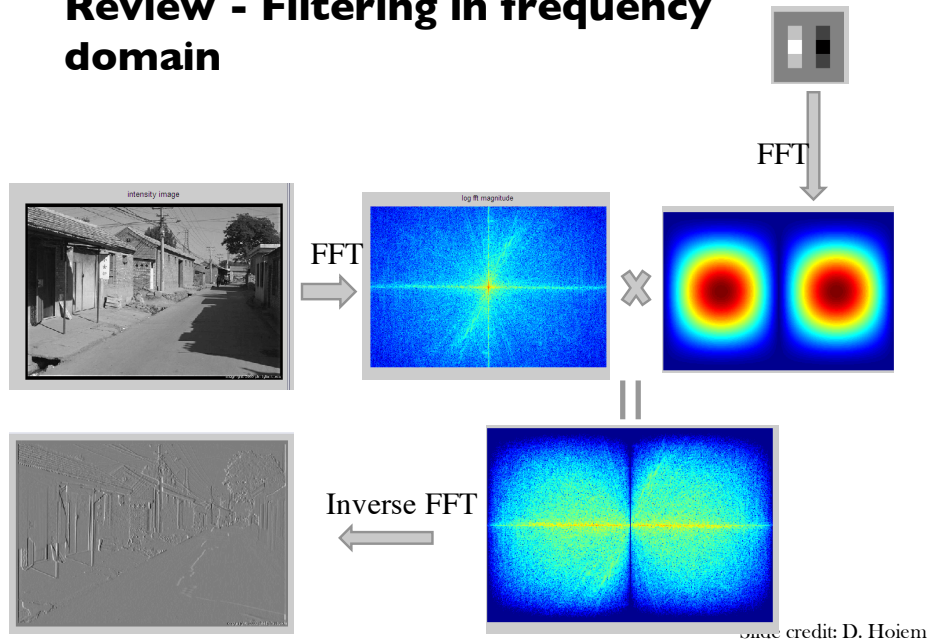 Review - Filtering in frequency
domain
FFT
intensity image
log fft magnitude
FFT
Inverse FFT
Slide credit: D. Hoiem